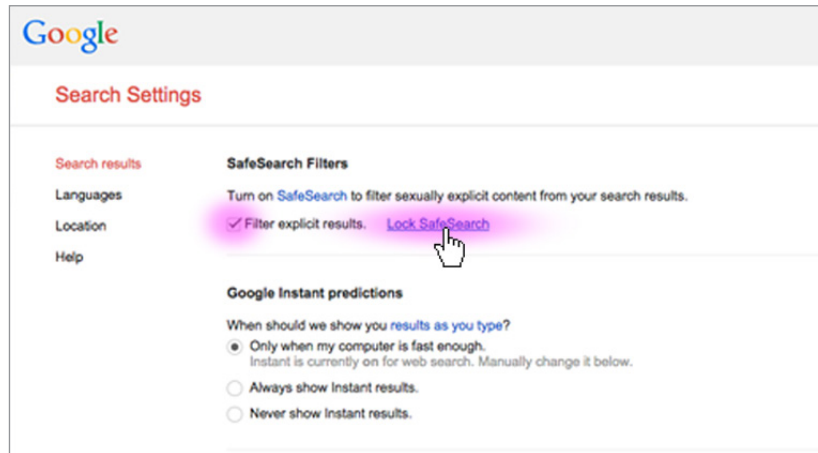 Google
Search Settings
Search results
Languages
Location
Help
SafeSearch Filters
Turn on SafeSearch to filter sexually explicit content from your search results.
Filter explicit results. Lock SafeSearch
Google Instant predictions
When should we show you results as you type?
Only when my computer is fast enough.
Instant is currently on for web search. Manually change it below.
Always show Instant results.
Never show Instant results.